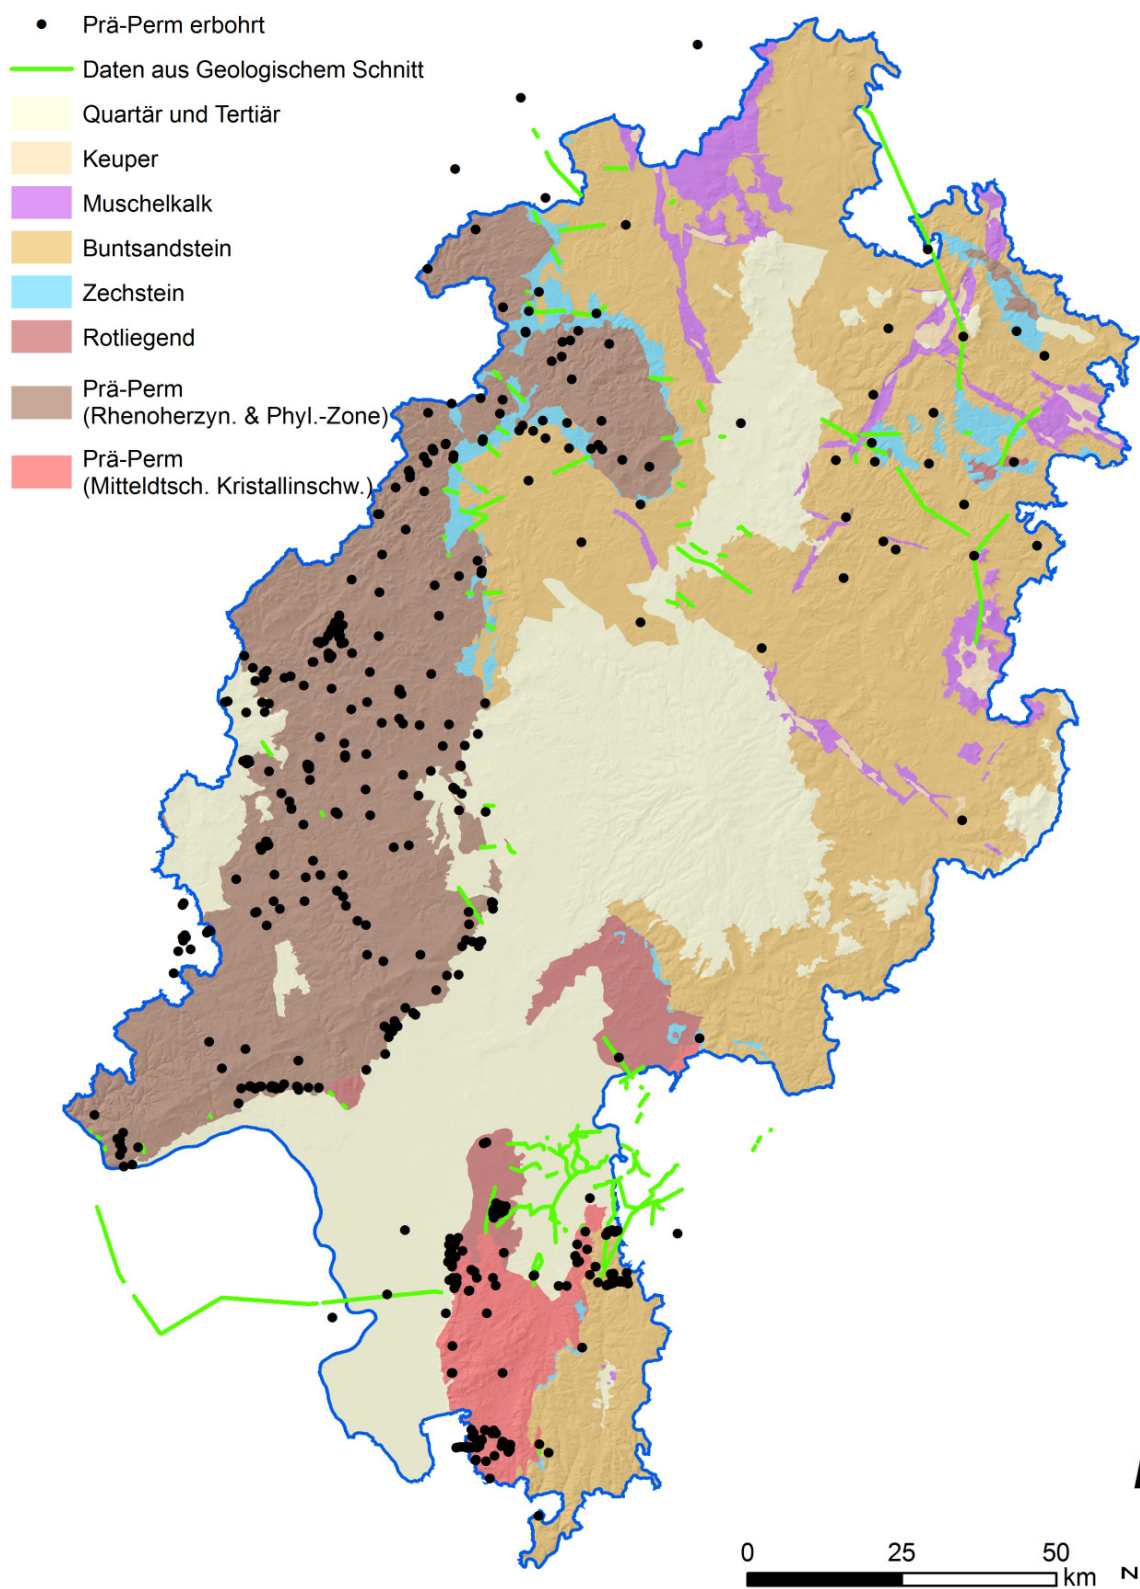 Prä-Perm erbohrt
Daten aus Geologischem Schnitt
Quartär und Tertiär
Keuper
Muschelkalk
Buntsandstein
Zechstein
Rotliegend
Prä-Perm
(Rhenoherzyn. & Phyl.-Zone)
Prä-Perm
(Mitteldtsch. Kristallinschw.)
0 25 50
km